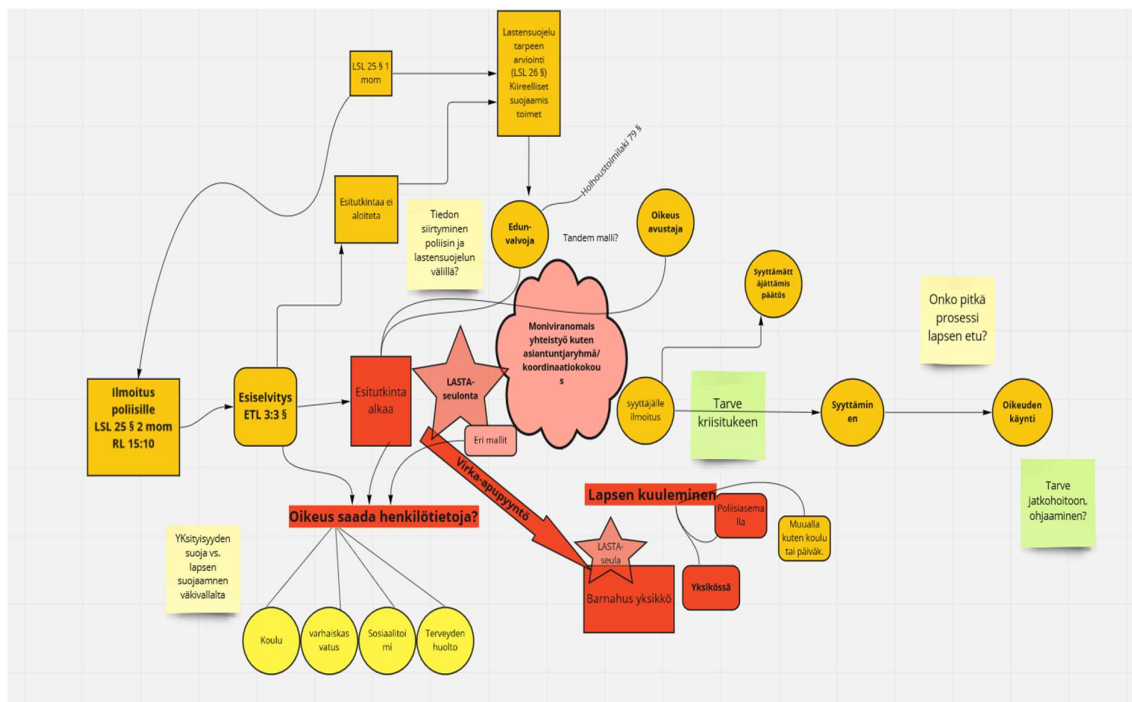 Lastensuojelu
tarpeen
arviointi
(LSL 26 §)
Kiireelliset
suojaamis
toimet
LSL 25 § 1
mom
Holhoustoimilaki 79 §
Esitutkintaa ei
aloiteta
Tiedon
siirtyminen
poliisin ja
lastensuojelun
välillä?
Edun-
valvoja
Tandem malli?
Oikeus
avustaja
Syyttämätt
äjättämis
päätös
Onko pitkä
prosessi
lapsen etu?
Moniviranomais
yhteistyö kuten
asiantuntjaryhmä/
koordinaatiokokou
s
Ilmoitus
poliisille
LSL 25 § 2 mom
RL 15:10
Esiselvitys
ETL 3:3 §
Esitutkinta
alkaa
LASTA-
seulonta
Eri mallit
syyttäjälle
ilmoitus
Tarve
kriisitukeen
Syyttämin
en
Oikeuden
käynti
Virka-apupyyntö
Lapsen kuuleminen
Poliisiasema
lla
Muualla
kuten koulu
tai päiväk.
Tarve
jatkohoitoon,
ohjaaminen?
Oikeus saada henkilötietoja?
YKsityisyyden
suoja vs.
lapsen
suojaamnen
väkivallalta
LASTA-
seula
Barnahus yksikkö
Yksikössä
Koulu
varhaiskas
vatus
Sosiaalitoi
mi
Terveyden
huolto